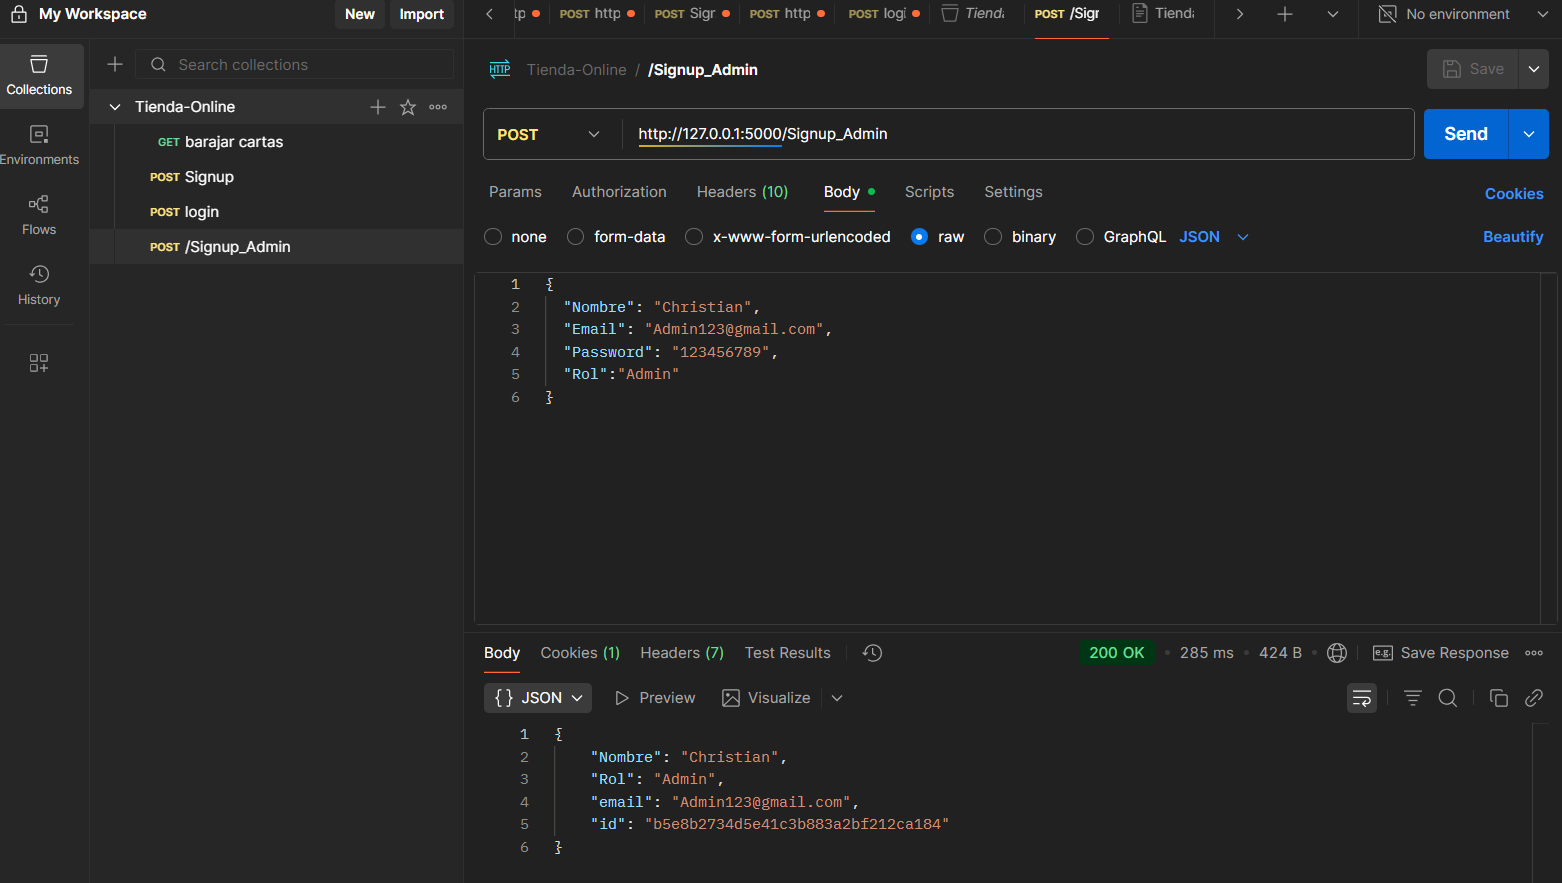 My Workspace
New
Import
tp
POST http
POST Sigr
POST http
POST logi
Tienda
POST /Sigr
Tienda
No environment
Collections
Environments
Flows
History
Search collections
Tienda-Online
GET barajar cartas
POST Signup
POST login
POST /Signup_Admin
HTTP Tienda-Online / /Signup_Admin
Save
POST http://127.0.0.1:5000/Signup_Admin
Send
Params Authorization Headers (10) Body Scripts Settings
Cookies
none form-data x-www-form-urlencoded raw binary GraphQL JSON
Beautify
1 {
2 "Nombre": "Christian",
3 "Email": "Admin123@gmail.com",
4 "Password": "123456789",
5 "Rol":"Admin"
6 }
Body Cookies (1) Headers (7) Test Results
200 OK 285 ms 424 B e.g. Save Response
{} JSON Preview Visualize
1 {
2 "Nombre": "Christian",
3 "Rol": "Admin",
4 "email": "Admin123@gmail.com",
5 "id": "b5e8b2734d5e41c3b883a2bf212ca184"
6 }